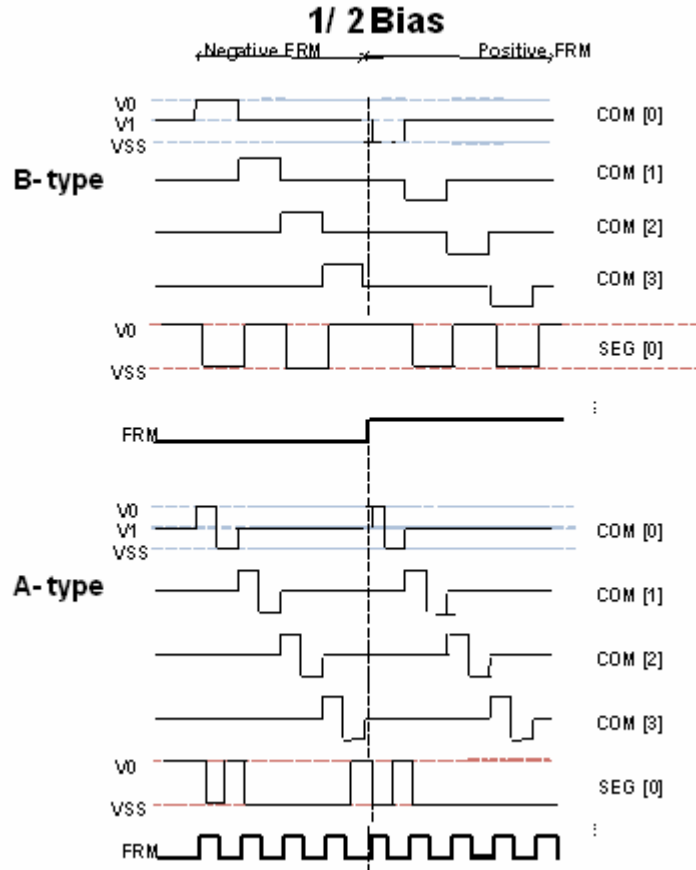 1/ 2 Bias
Negative FRM Positive FRM
V0
V1
VSS
COM [0]
B- type
COM [1]
COM [2]
COM [3]
V0
VSS
SEG [0]
⋮
FRM
V0
V1
VSS
COM [0]
A- type
COM [1]
COM [2]
COM [3]
V0
VSS
SEG [0]
⋮
FRM